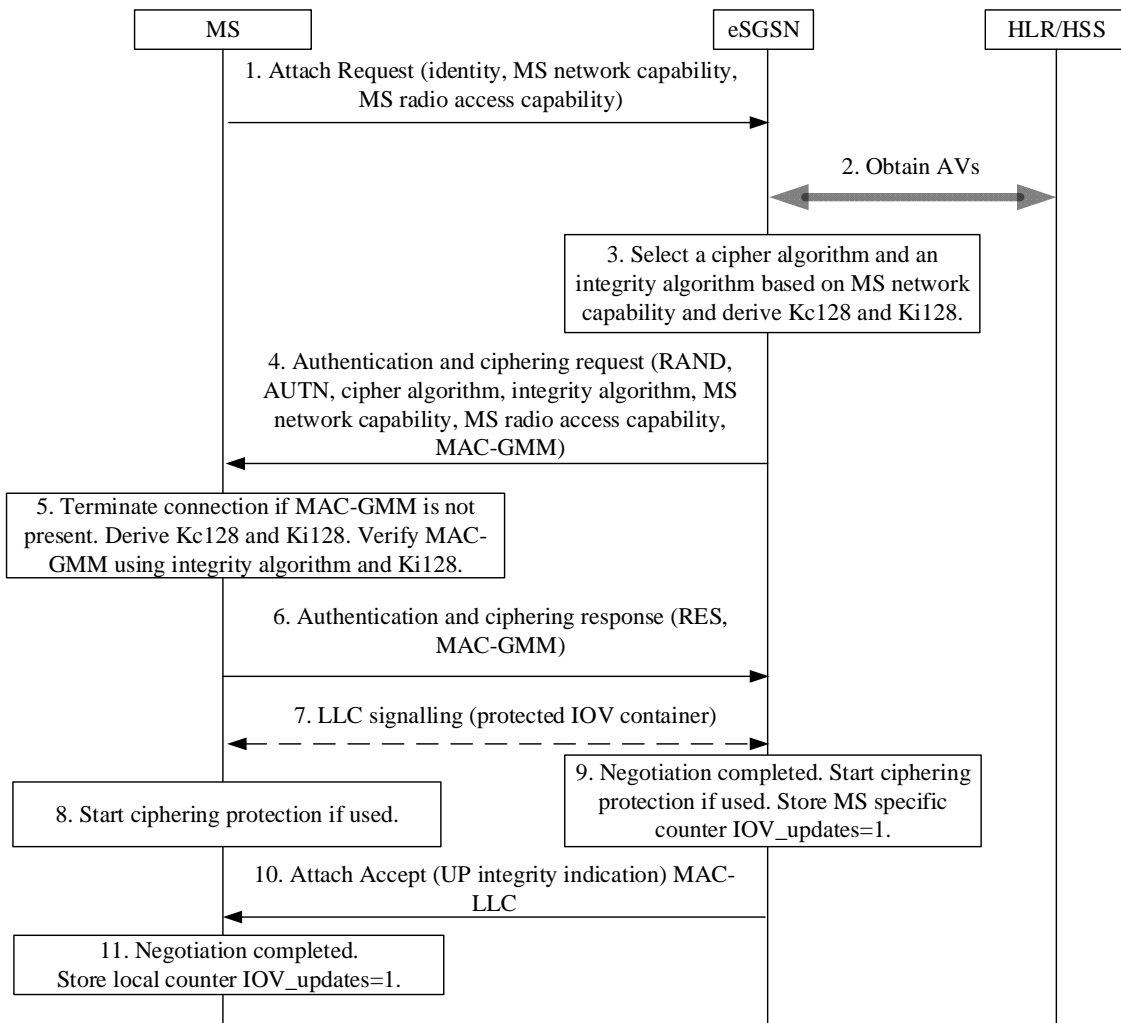 MS
eSGSN
HLR/HSS
1. Attach Request (identity, MS network capability,
MS radio access capability)
2. Obtain AVs
3. Select a cipher algorithm and an
integrity algorithm based on MS network
capability and derive Kc128 and Ki128.
4. Authentication and ciphering request (RAND,
AUTN, cipher algorithm, integrity algorithm, MS
network capability, MS radio access capability,
MAC-GMM)
5. Terminate connection if MAC-GMM is not
present. Derive Kc128 and Ki128. Verify MAC-
GMM using integrity algorithm and Ki128.
6. Authentication and ciphering response (RES,
MAC-GMM)
7. LLC signalling (protected IOV container)
8. Start ciphering protection if used.
9. Negotiation completed. Start ciphering
protection if used. Store MS specific
counter IOV_updates=1.
10. Attach Accept (UP integrity indication) MAC-
LLC
11. Negotiation completed.
Store local counter IOV_updates=1.